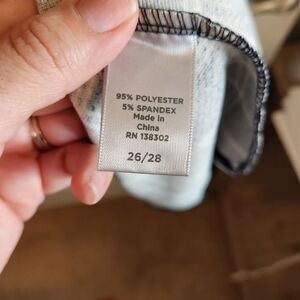 95% POLYESTER
5% SPANDEX
Made in
China
RN 138302
26/28